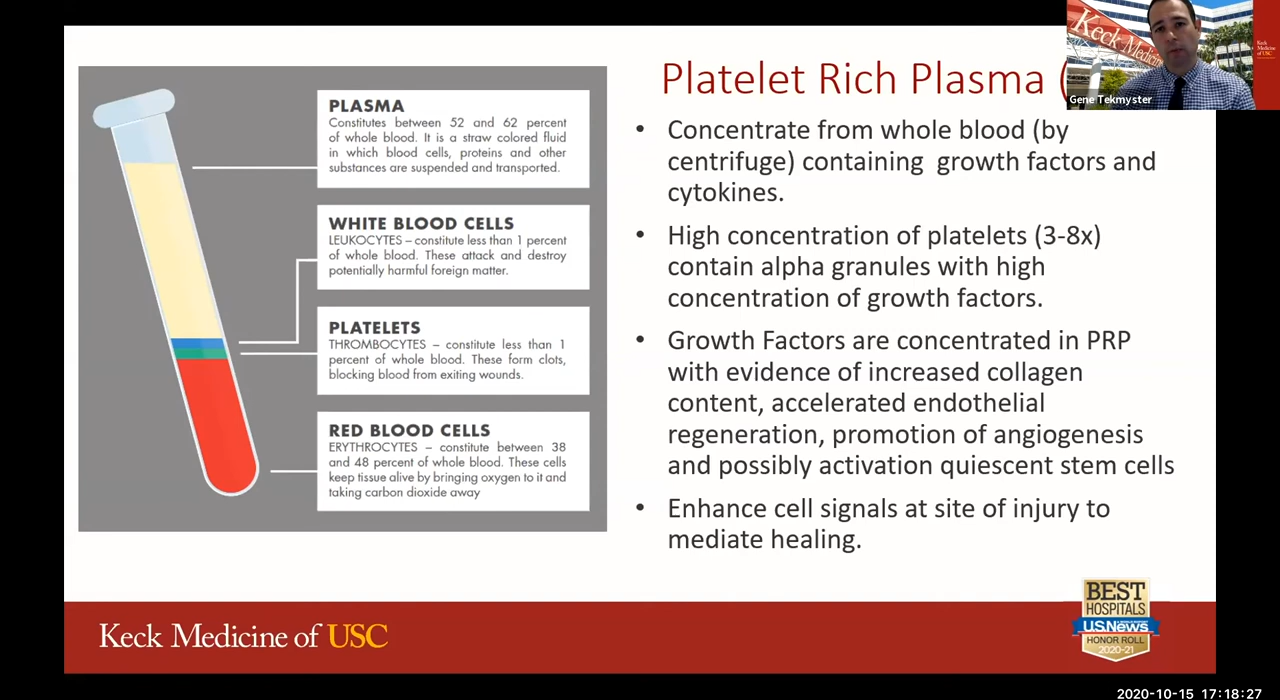 PLASMA
Constitutes between 52 and 62 percent
of whole blood. It is a straw colored fluid
in which blood cells, proteins and other
substances are suspended and transported.
WHITE BLOOD CELLS
LEUKOCYTES – constitute less than 1 percent
of whole blood. These attack and destroy
potentially harmful foreign matter.
PLATELETS
THROMBOCYTES – constitute less than 1
percent of whole blood. These form clots,
blocking blood from exiting wounds.
RED BLOOD CELLS
ERYTHROCYTES – constitute between 38
and 48 percent of whole blood. These cells
keep tissue alive by bringing oxygen to it and
taking carbon dioxide away
Platelet Rich Plasma (
• Concentrate from whole blood (by
centrifuge) containing growth factors and
cytokines.
• High concentration of platelets (3-8x)
contain alpha granules with high
concentration of growth factors.
• Growth Factors are concentrated in PRP
with evidence of increased collagen
content, accelerated endothelial
regeneration, promotion of angiogenesis
and possibly activation quiescent stem cells
• Enhance cell signals at site of injury to
mediate healing.
Keck Medic
Keck
Medicine
of USC
Gene Tekmyster
Keck Medicine of USC
BEST
HOSPITALS
U.S.News
HONOR ROLL
2020-21
2020-10-15 17:18:27